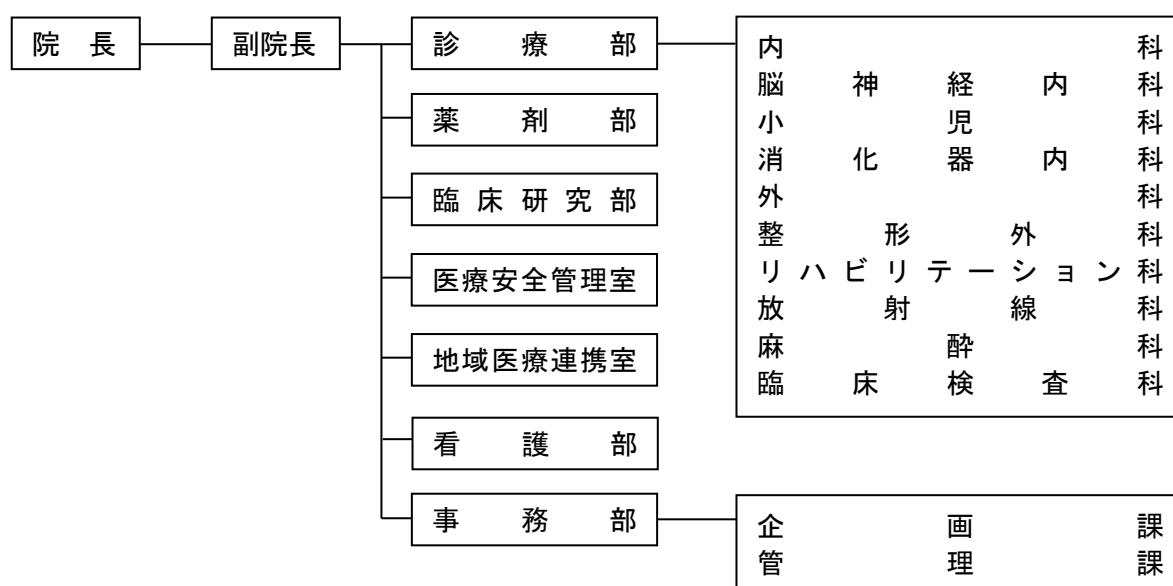 院長
副院長
診療部
内科
脳神経内科
小児科
消化器内科
外科
整形外科
リハビリテーション科
放射線科
麻酔科
臨床検査科
薬剤部
臨床研究部
医療安全管理室
地域医療連携室
看護部
事務部
企画課
管理課